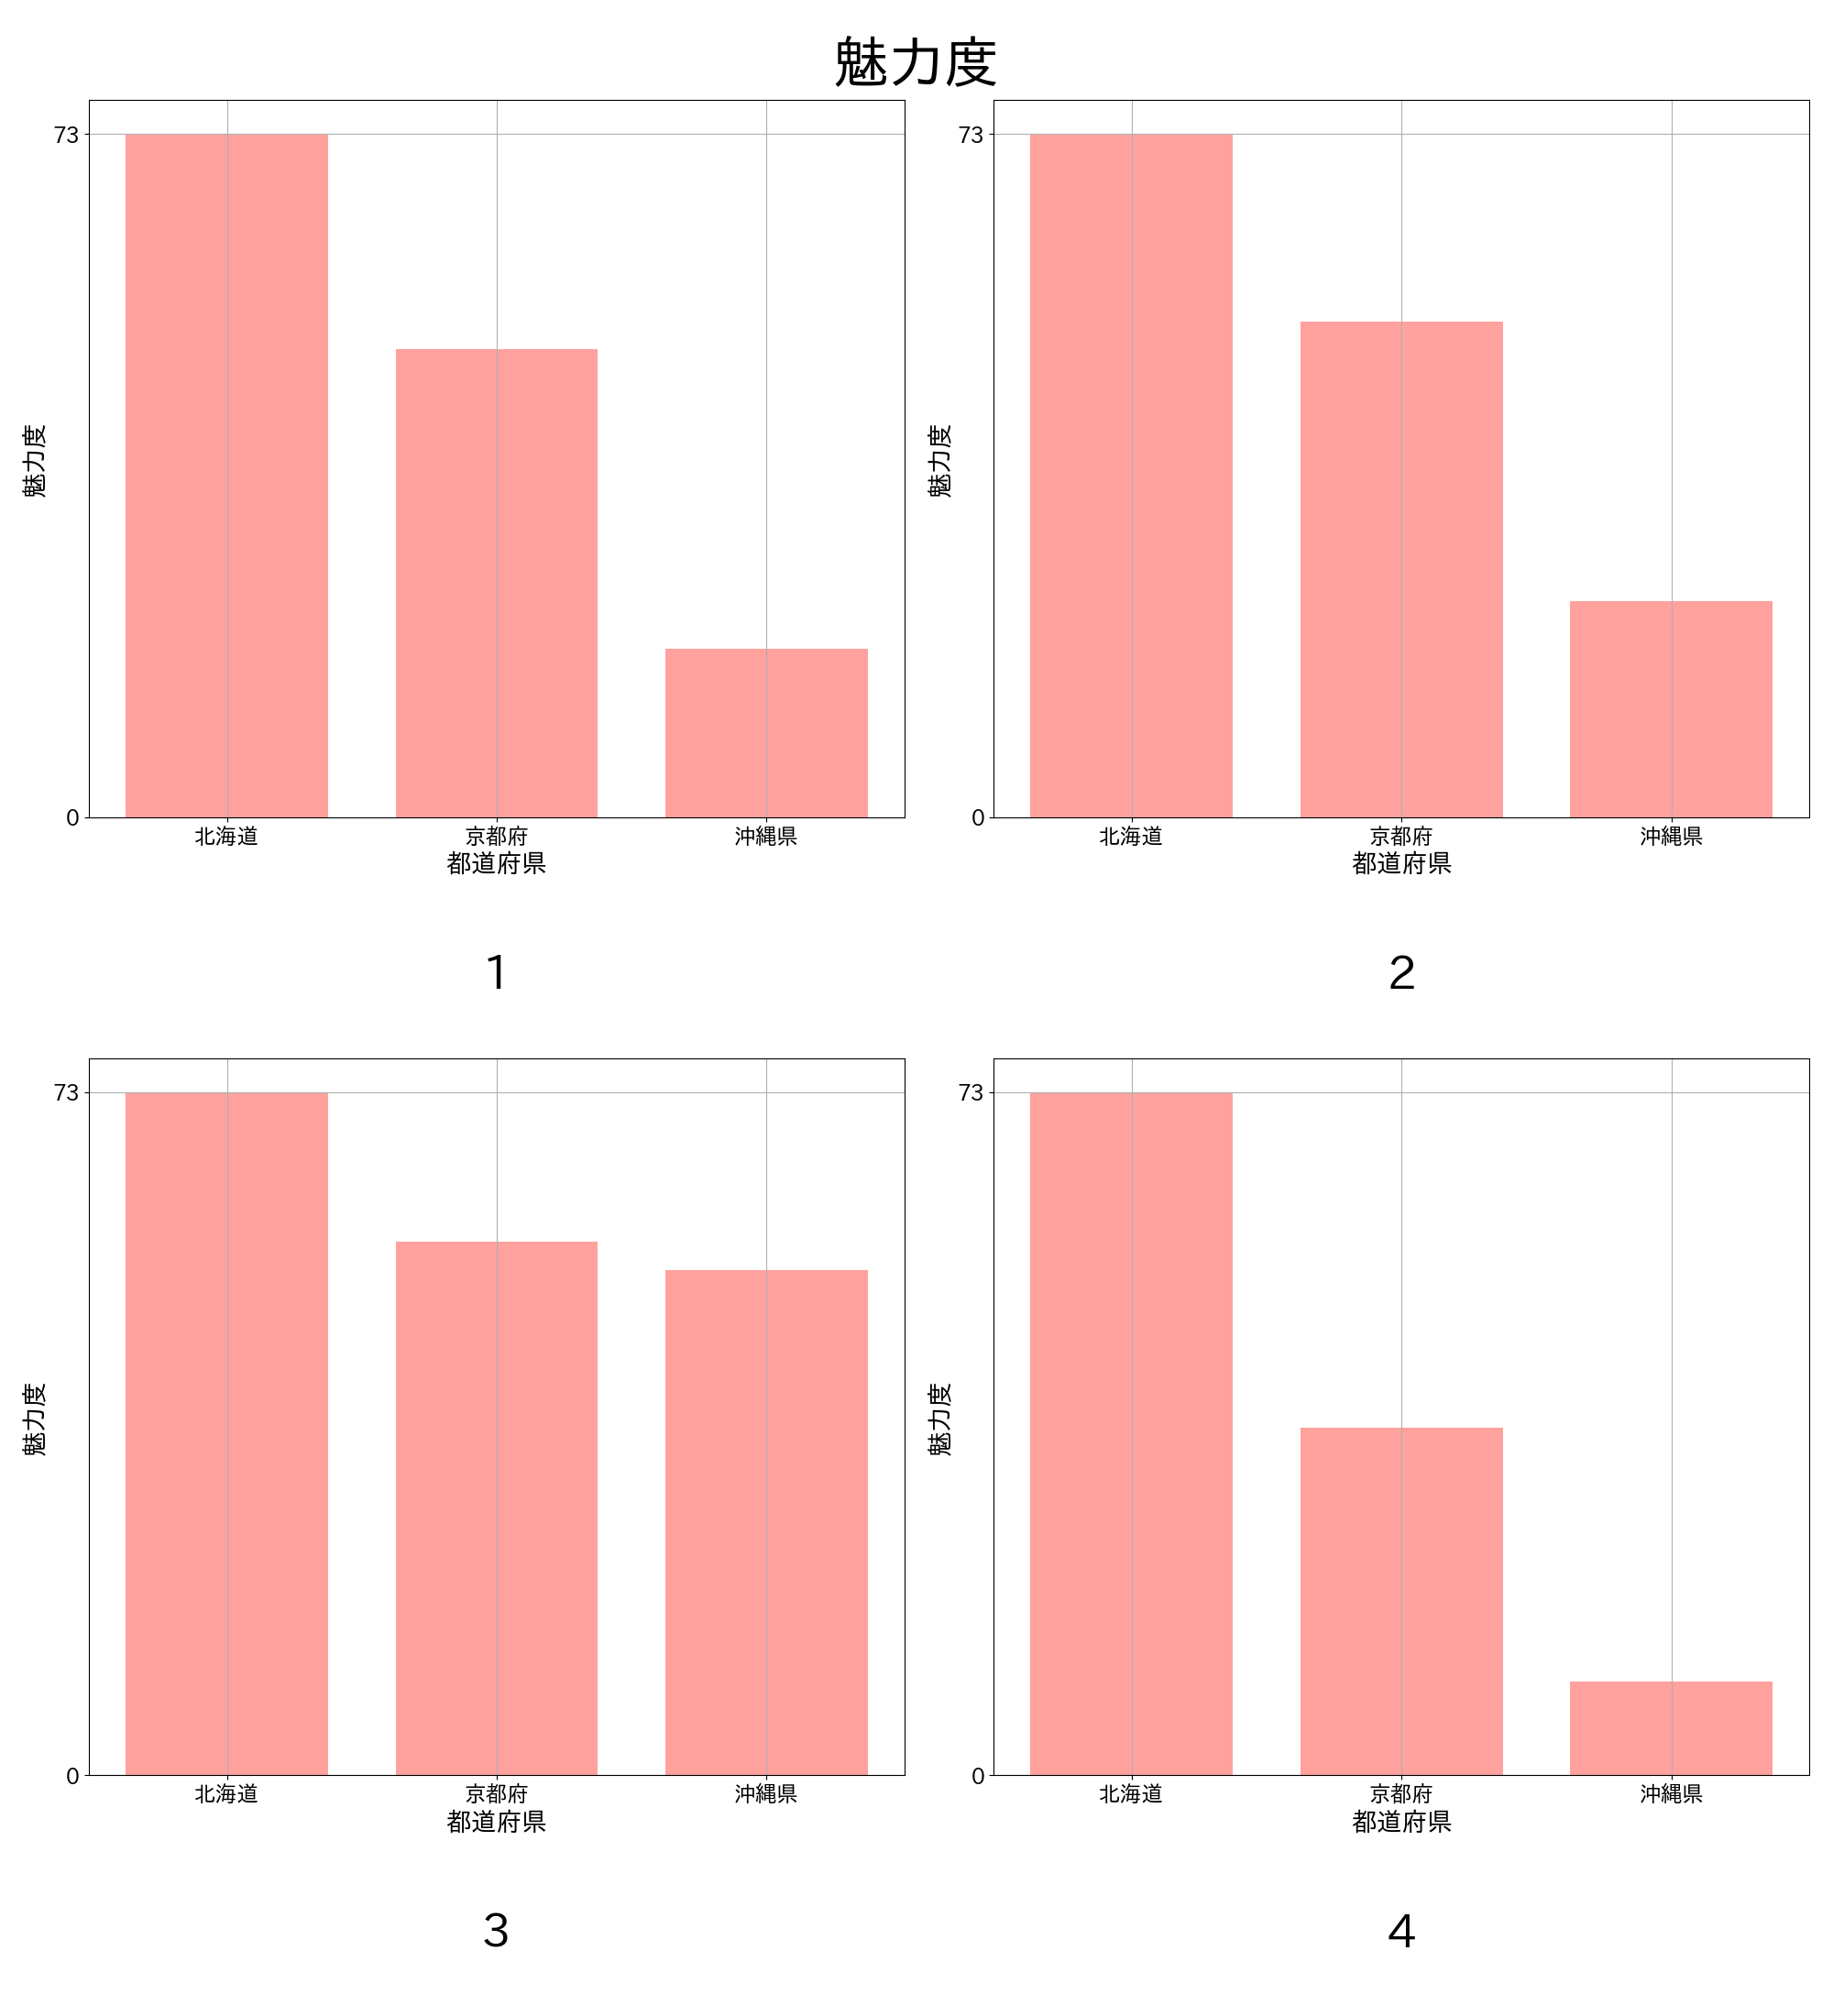 魅力度
73
魅力度
0
北海道 京都府 沖縄県
都道府県
1
73
魅力度
0
北海道 京都府 沖縄県
都道府県
2
73
魅力度
0
北海道 京都府 沖縄県
都道府県
3
73
魅力度
0
北海道 京都府 沖縄県
都道府県
4